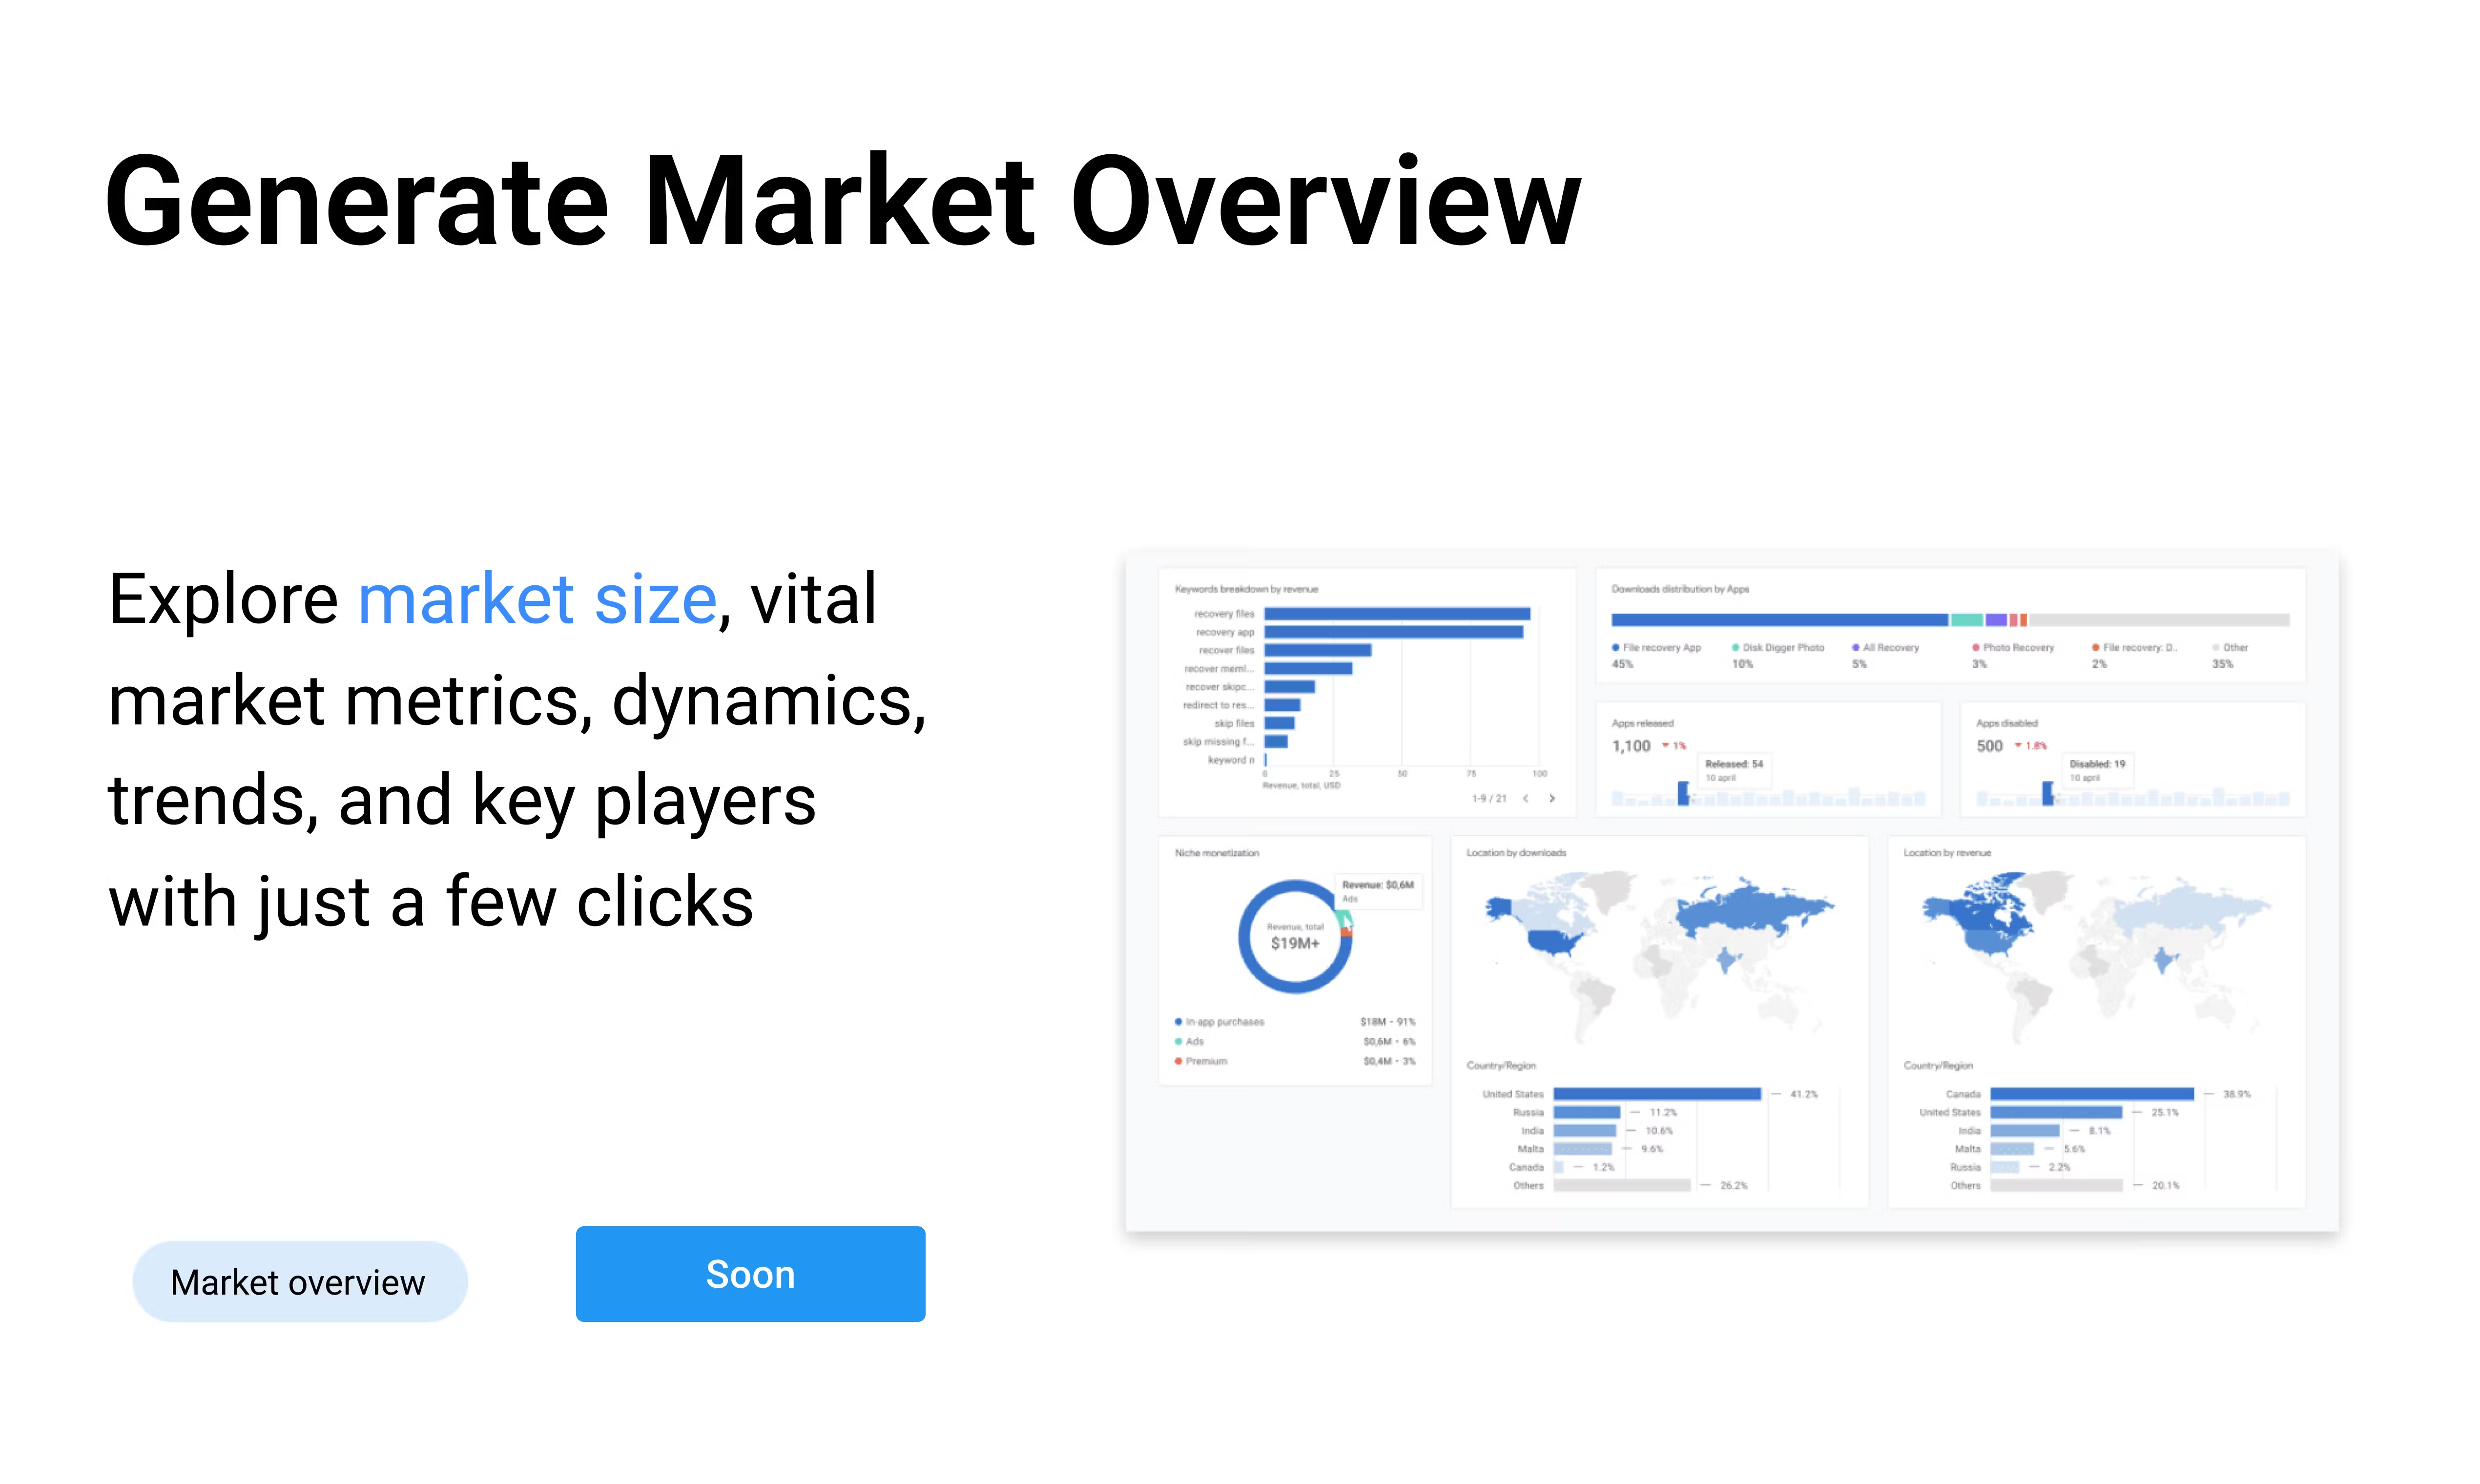 Generate Market Overview
Explore market size, vital
market metrics, dynamics,
trends, and key players
with just a few clicks
Market overview
Soon
Keywords breakdown by revenue
recovery files
recovery app
recover files
recover meml...
recover skipc...
redirect to res...
skip files
skip missing f...
keyword n
0 25 50 75 100
Revenue, total, USD
1-9 / 21
Downloads distribution by Apps
File recovery App Disk Digger Photo All Recovery Photo Recovery File recovery: D.. Other
45% 10% 5% 3% 2% 35%
Apps released
1,100 1%
Released: 54
10 april
Apps disabled
500 1.8%
Disabled: 19
10 april
Niche monetization
Revenue: $0,6M
Ads
Revenue, total
$19M+
In-app purchases $18M • 91%
Ads $0,6M • 6%
Premium $0,4M • 3%
Location by downloads
Country/Region
United States 41.2%
Russia 11.2%
India 10.6%
Malta 9.6%
Canada 1.2%
Others 26.2%
Location by revenue
Country/Region
Canada 38.9%
United States 25.1%
India 8.1%
Malta 5.6%
Russia 2.2%
Others 20.1%